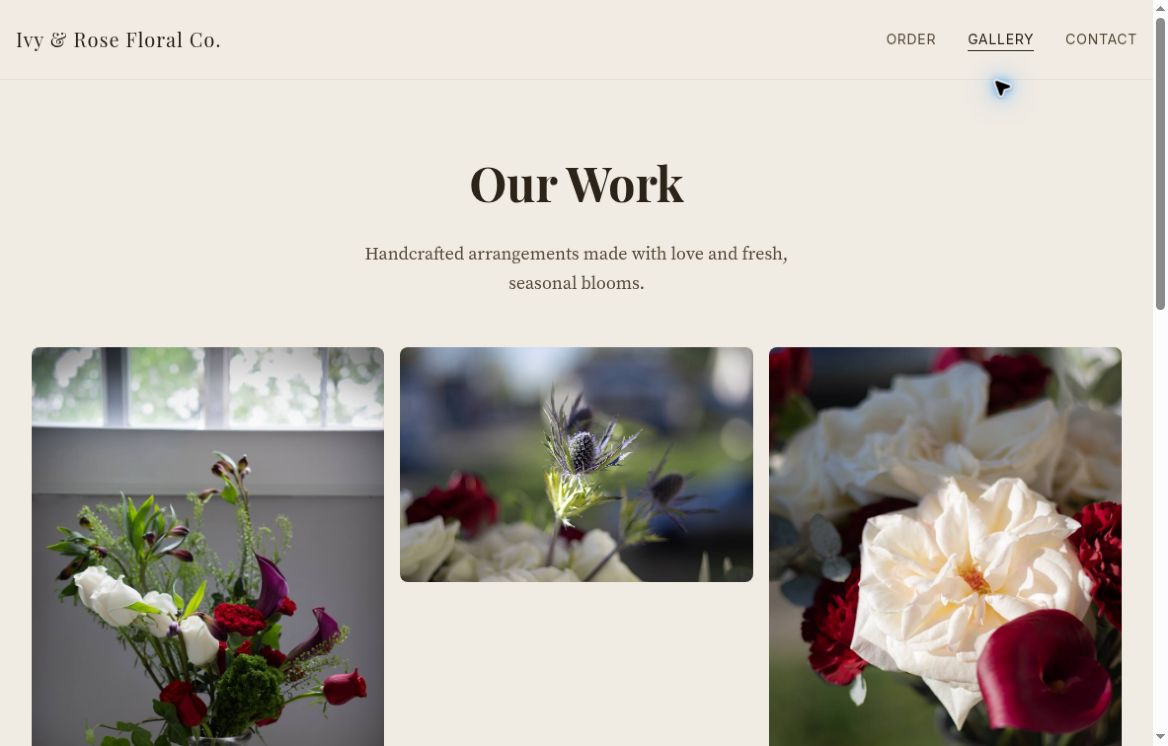 Ivy & Rose Floral Co.
ORDER GALLERY CONTACT
Our Work
Handcrafted arrangements made with love and fresh,
seasonal blooms.